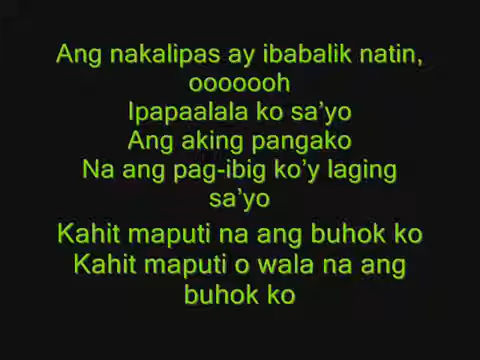 Ang nakalipas ay ibabalik natin,
ooooooh
Ipapaalala ko sa’yo
Ang aking pangako
Na ang pag-ibig ko’y laging
sa’yo
Kahit maputi na ang buhok ko
Kahit maputi o wala na ang
buhok ko